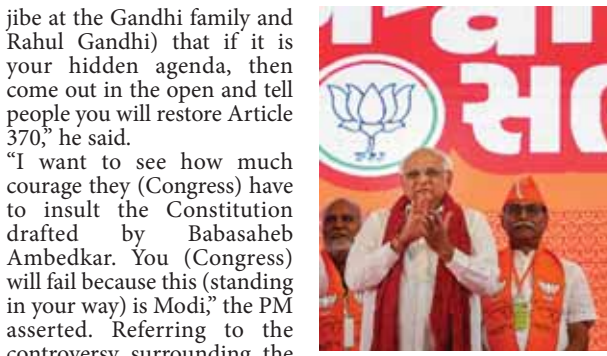 jibe at the Gandhi family and
Rahul Gandhi) that if it is
your hidden agenda, then
come out in the open and tell
people you will restore Article
370,” he said.
“I want to see how much
courage they (Congress) have
to insult the Constitution
drafted by Babasaheb
Ambedkar. You (Congress)
will fail because this (standing
in your way) is Modi,” the PM
asserted. Referring to the
controversy surrounding the
ભાજપ